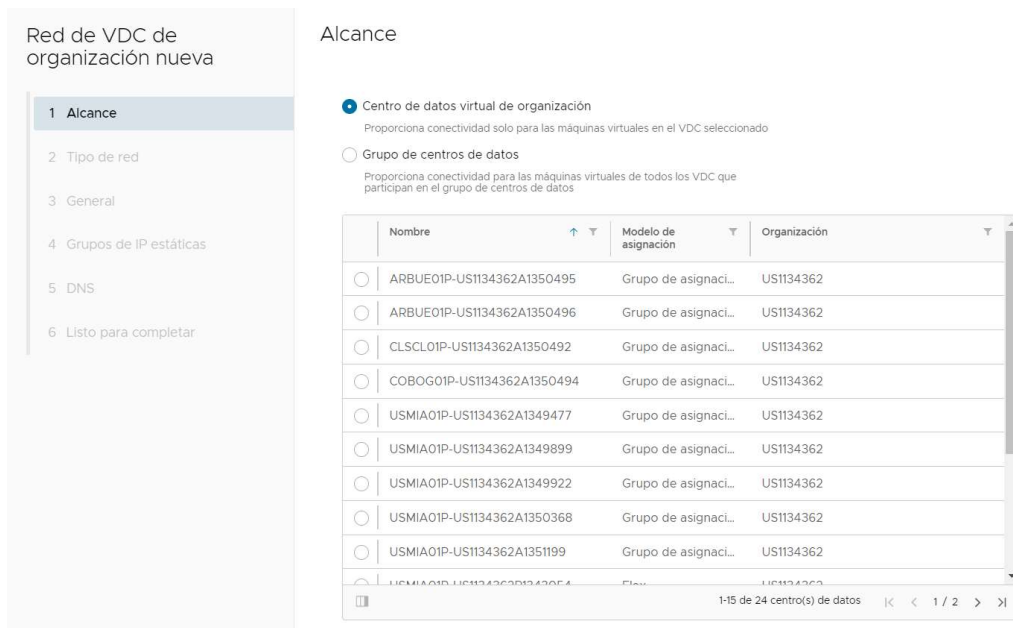 Red de VDC de
organización nueva
1 Alcance
2 Tipo de red
3 General
4 Grupos de IP estáticas
5 DNS
6 Listo para completar
Alcance
Centro de datos virtual de organización
Proporciona conectividad solo para las máquinas virtuales en el VDC seleccionado
Grupo de centros de datos
Proporciona conectividad para las máquinas virtuales de todos los VDC que
participan en el grupo de centros de datos
Nombre Modelo de asignación Organización
ARBUE01P-US1134362A1350495 Grupo de asignaci... US1134362
ARBUE01P-US1134362A1350496 Grupo de asignaci... US1134362
CLSCL01P-US1134362A1350492 Grupo de asignaci... US1134362
COBOG01P-US1134362A1350494 Grupo de asignaci... US1134362
USMIA01P-US1134362A1349477 Grupo de asignaci... US1134362
USMIA01P-US1134362A1349899 Grupo de asignaci... US1134362
USMIA01P-US1134362A1349922 Grupo de asignaci... US1134362
USMIA01P-US1134362A1350368 Grupo de asignaci... US1134362
USMIA01P-US1134362A1351199 Grupo de asignaci... US1134362
1-15 de 24 centro(s) de datos 1 / 2